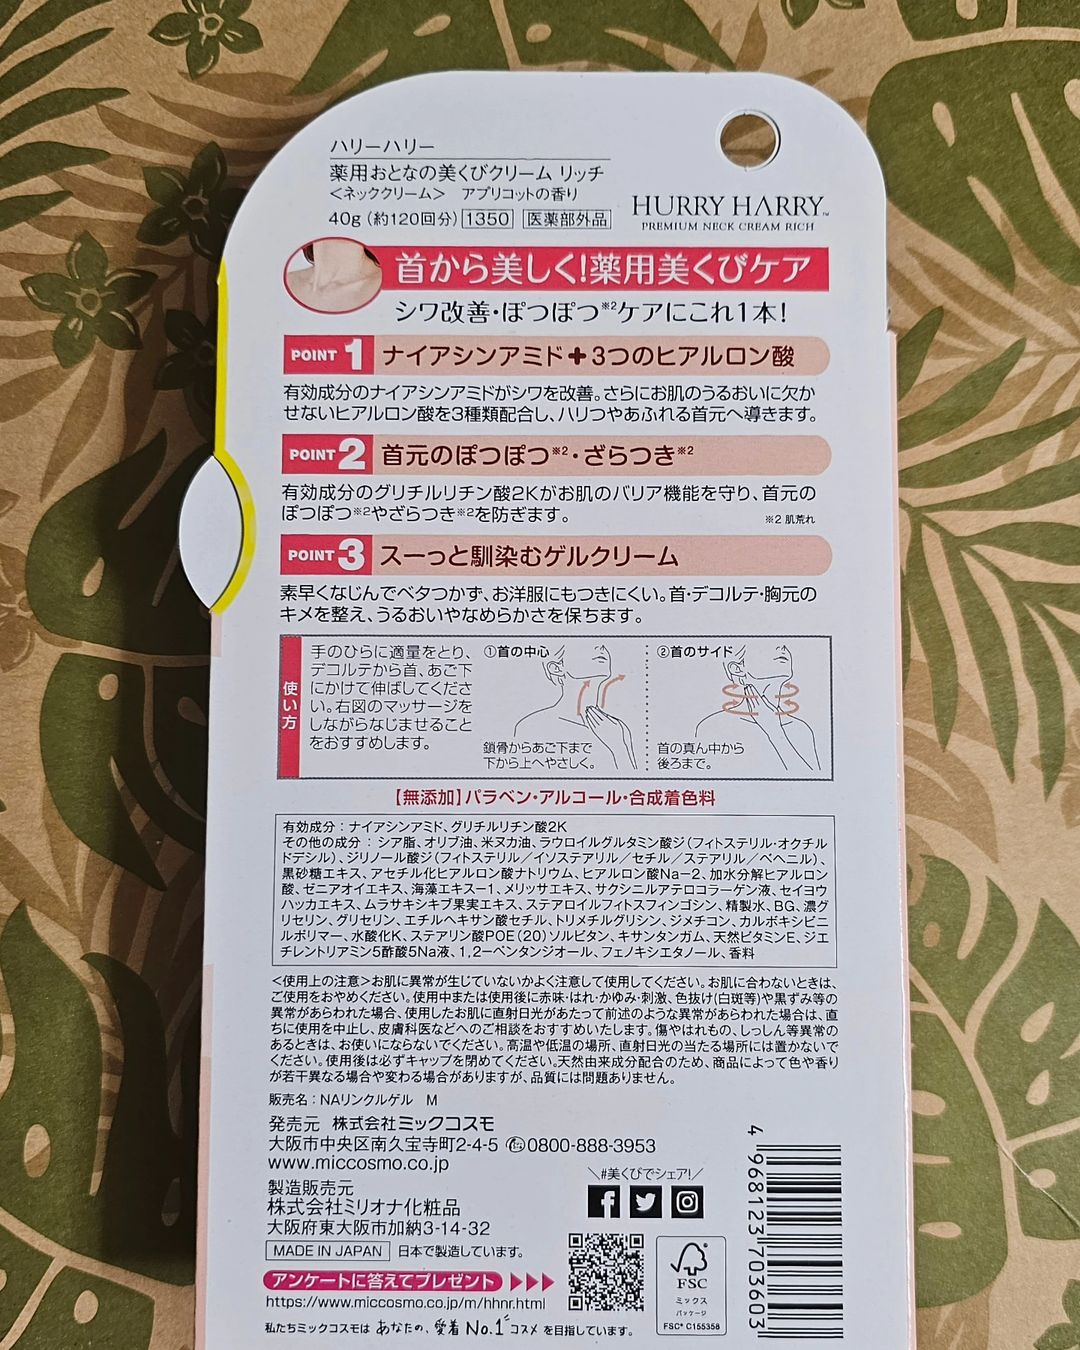 ハリーハリー
薬用おとなの美くびクリーム リッチ
<ネッククリーム> アプリコットの香り
40g(約120回分) 1350 医薬部外品
HURRY HARRY™
PREMIUM NECK CREAM RICH
首から美しく!薬用美くびケア
シワ改善・ぽつぽつ※2ケアにこれ1本!
POINT 1 ナイアシンアミド+3つのヒアルロン酸
有効成分のナイアシンアミドがシワを改善。さらにお肌のうるおいに欠か
せないヒアルロン酸を3種類配合し、ハリつやあふれる首元へ導きます。
POINT 2 首元のぽつぽつ※2・ざらつき※2
有効成分のグリチルリチン酸2Kがお肌のバリア機能を守り、首元の
ぽつぽつ※2やざらつき※2を防ぎます。
※2 肌荒れ
POINT 3 スーっと馴染むゲルクリーム
素早くなじんでベタつかず、お洋服にもつきにくい。首・デコルテ・胸元の
キメを整え、うるおいやなめらかさを保ちます。
使い方
手のひらに適量をとり、
デコルテから首、あご下
にかけて伸ばしてくださ
い。右図のマッサージを
しながらなじませること
をおすすめします。
①首の中心
鎖骨からあご下まで
下から上へやさしく。
②首のサイド
首の真ん中から
後ろまで。
【無添加】パラベン・アルコール・合成着色料
有効成分:ナイアシンアミド、グリチルリチン酸2K
その他の成分:シア脂、オリブ油、米ヌカ油、ラウロイルグルタミン酸ジ(フィトステリル・オクチル
ドデシル)、ジリノール酸ジ(フィトステリル/イソステアリル/セチル/ステアリル/ベヘニル)、
黒砂糖エキス、アセチル化ヒアルロン酸ナトリウム、ヒアルロン酸Na-2、加水分解ヒアルロン
酸、ゼニアオイエキス、海藻エキス-1、メリッサエキス、サクシニルアテロコラーゲン液、セイヨウ
ハッカエキス、ムラサキシキブ果実エキス、ステアロイルフィトスフィンゴシン、精製水、BG、濃グ
リセリン、グリセリン、エチルヘキサン酸セチル、トリメチルグリシン、ジメチコン、カルボキシビニ
ルポリマー、水酸化K、ステアリン酸POE(20)ソルビタン、キサンタンガム、天然ビタミンE、ジエ
チレントリアミン5酢酸5Na液、1,2-ペンタンジオール、フェノキシエタノール、香料
<使用上の注意>お肌に異常が生じていないかよく注意して使用してください。お肌に合わないときは、
ご使用をおやめください。使用中または使用後に赤味・はれ・かゆみ・刺激、色抜け(白斑等)や黒ずみ等の
異常があらわれた場合、使用したお肌に直射日光があたって前述のような異常があらわれた場合は、直
ちに使用を中止し、皮膚科医などへのご相談をおすすめいたします。傷やはれもの、しっしん等異常の
あるときは、お使いにならないでください。高温や低温の場所、直射日光の当たる場所には置かないで
ください。使用後は必ずキャップを閉めてください。天然由来成分配合のため、商品によって色や香り
が若干異なる場合や変わる場合がありますが、品質には問題ありません。
販売名:NAリンクルゲル M
発売元 株式会社ミックコスモ
大阪市中央区南久宝寺町2-4-5 0800-888-3953
www.miccosmo.co.jp
製造販売元
株式会社ミリオナ化粧品
大阪府東大阪市加納3-14-32
MADE IN JAPAN 日本で製造しています。
アンケートに答えてプレゼント
https://www.miccosmo.co.jp/m/hhnr.html
私たちミックコスモは あなたの、愛着No.1コスメ を目指しています。
\#美くびでシェア!/
FSC
ミックス
パッケージ
FSC® C155358
4 968123 703603